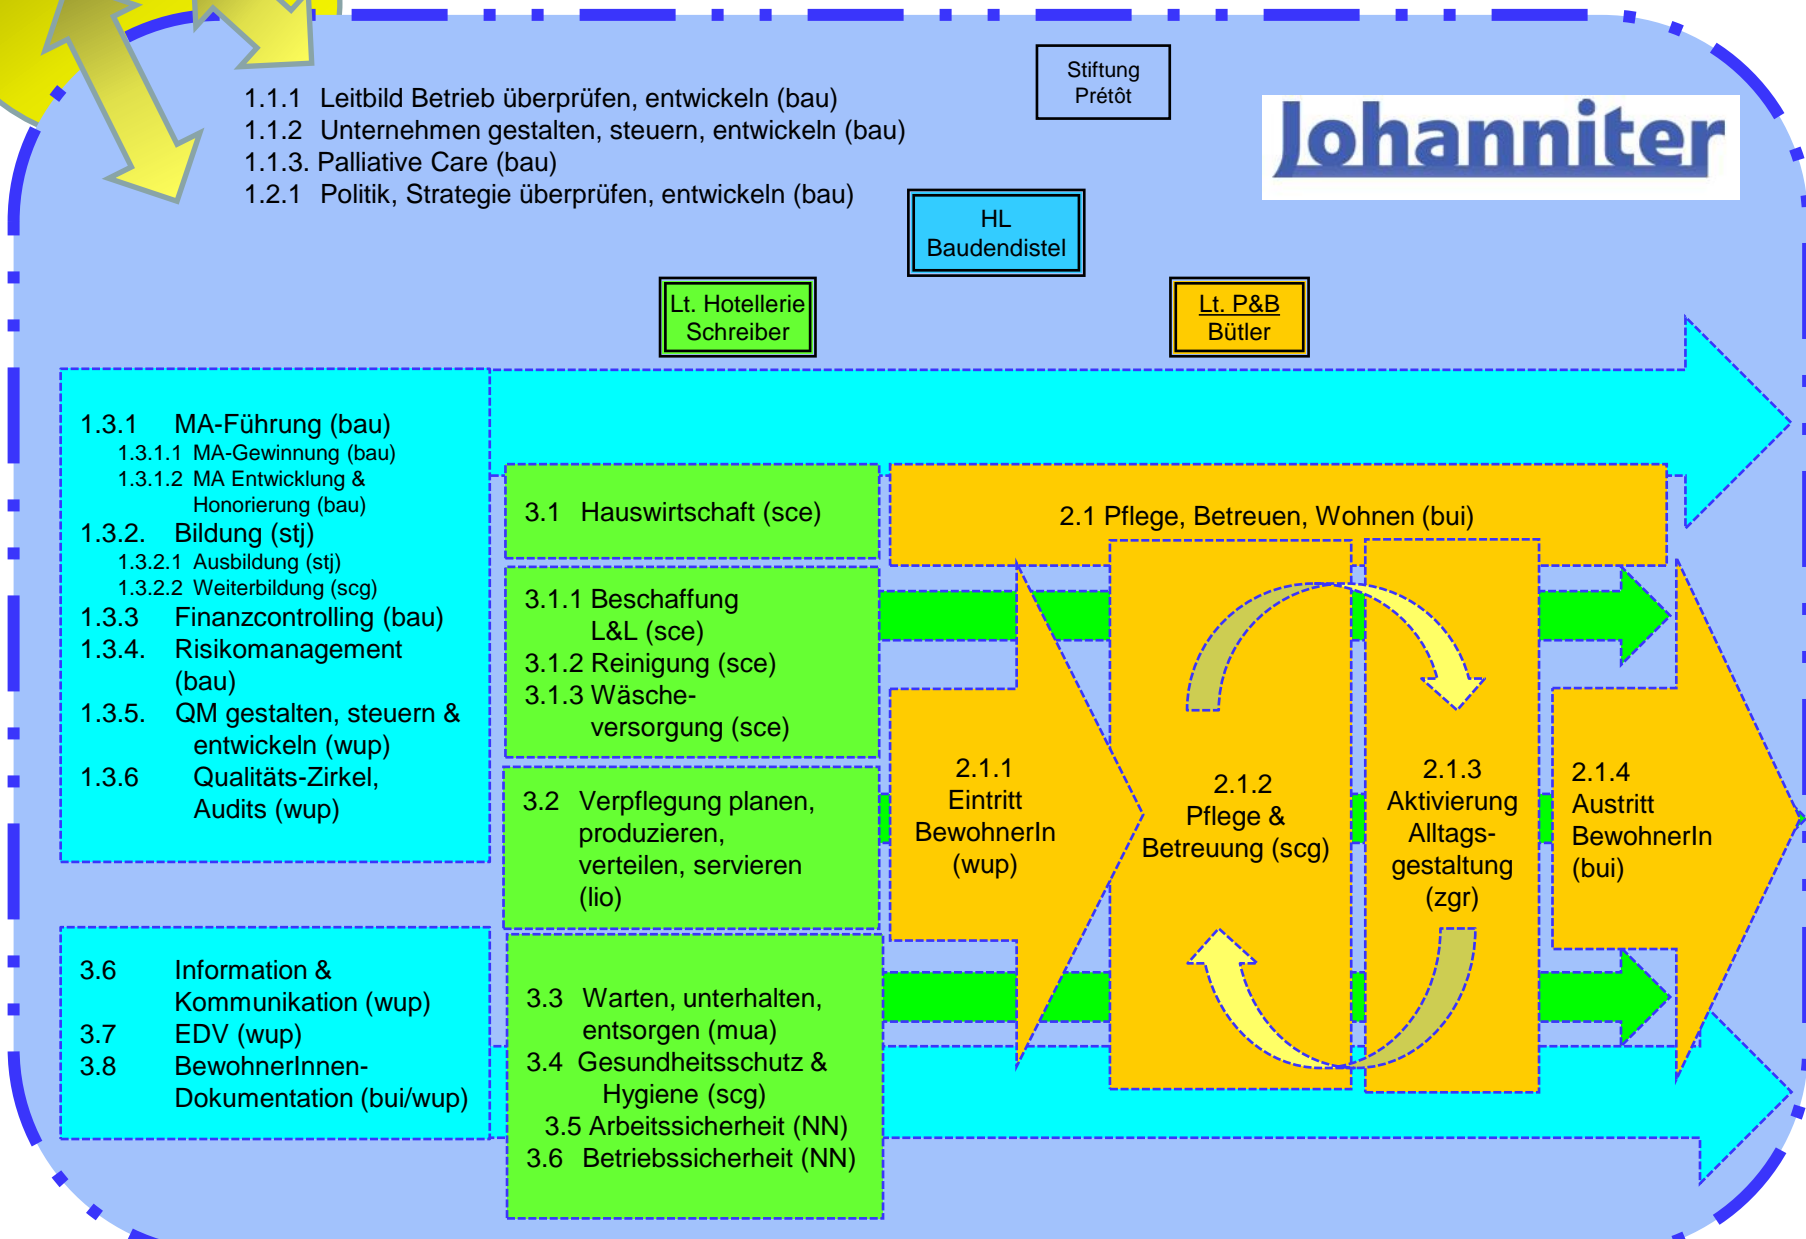 Stiftung
Prétôt
1.1.1 Leitbild Betrieb überprüfen, entwickeln (bau)
1.1.2 Unternehmen gestalten, steuern, entwickeln (bau)
1.1.3. Palliative Care (bau)
1.2.1 Politik, Strategie überprüfen, entwickeln (bau)
Johanniter
HL
Baudendistel
Lt. Hotellerie
Schreiber
Lt. P&B
Bütler
1.3.1 MA-Führung (bau)
1.3.1.1 MA-Gewinnung (bau)
1.3.1.2 MA Entwicklung &
Honorierung (bau)
1.3.2. Bildung (stj)
1.3.2.1 Ausbildung (stj)
1.3.2.2 Weiterbildung (scg)
1.3.3 Finanzcontrolling (bau)
1.3.4. Risikomanagement
(bau)
1.3.5. QM gestalten, steuern &
entwickeln (wup)
1.3.6 Qualitäts-Zirkel,
Audits (wup)
3.6 Information &
Kommunikation (wup)
3.7 EDV (wup)
3.8 BewohnerInnen-
Dokumentation (bui/wup)
3.1 Hauswirtschaft (sce)
3.1.1 Beschaffung
L&L (sce)
3.1.2 Reinigung (sce)
3.1.3 Wäsche-
versorgung (sce)
3.2 Verpflegung planen,
produzieren,
verteilen, servieren
(lio)
3.3 Warten, unterhalten,
entsorgen (mua)
3.4 Gesundheitsschutz &
Hygiene (scg)
3.5 Arbeitssicherheit (NN)
3.6 Betriebssicherheit (NN)
2.1 Pflege, Betreuen, Wohnen (bui)
2.1.1
Eintritt
BewohnerIn
(wup)
2.1.2
Pflege &
Betreuung (scg)
2.1.3
Aktivierung
Alltags-
gestaltung
(zgr)
2.1.4
Austritt
BewohnerIn
(bui)